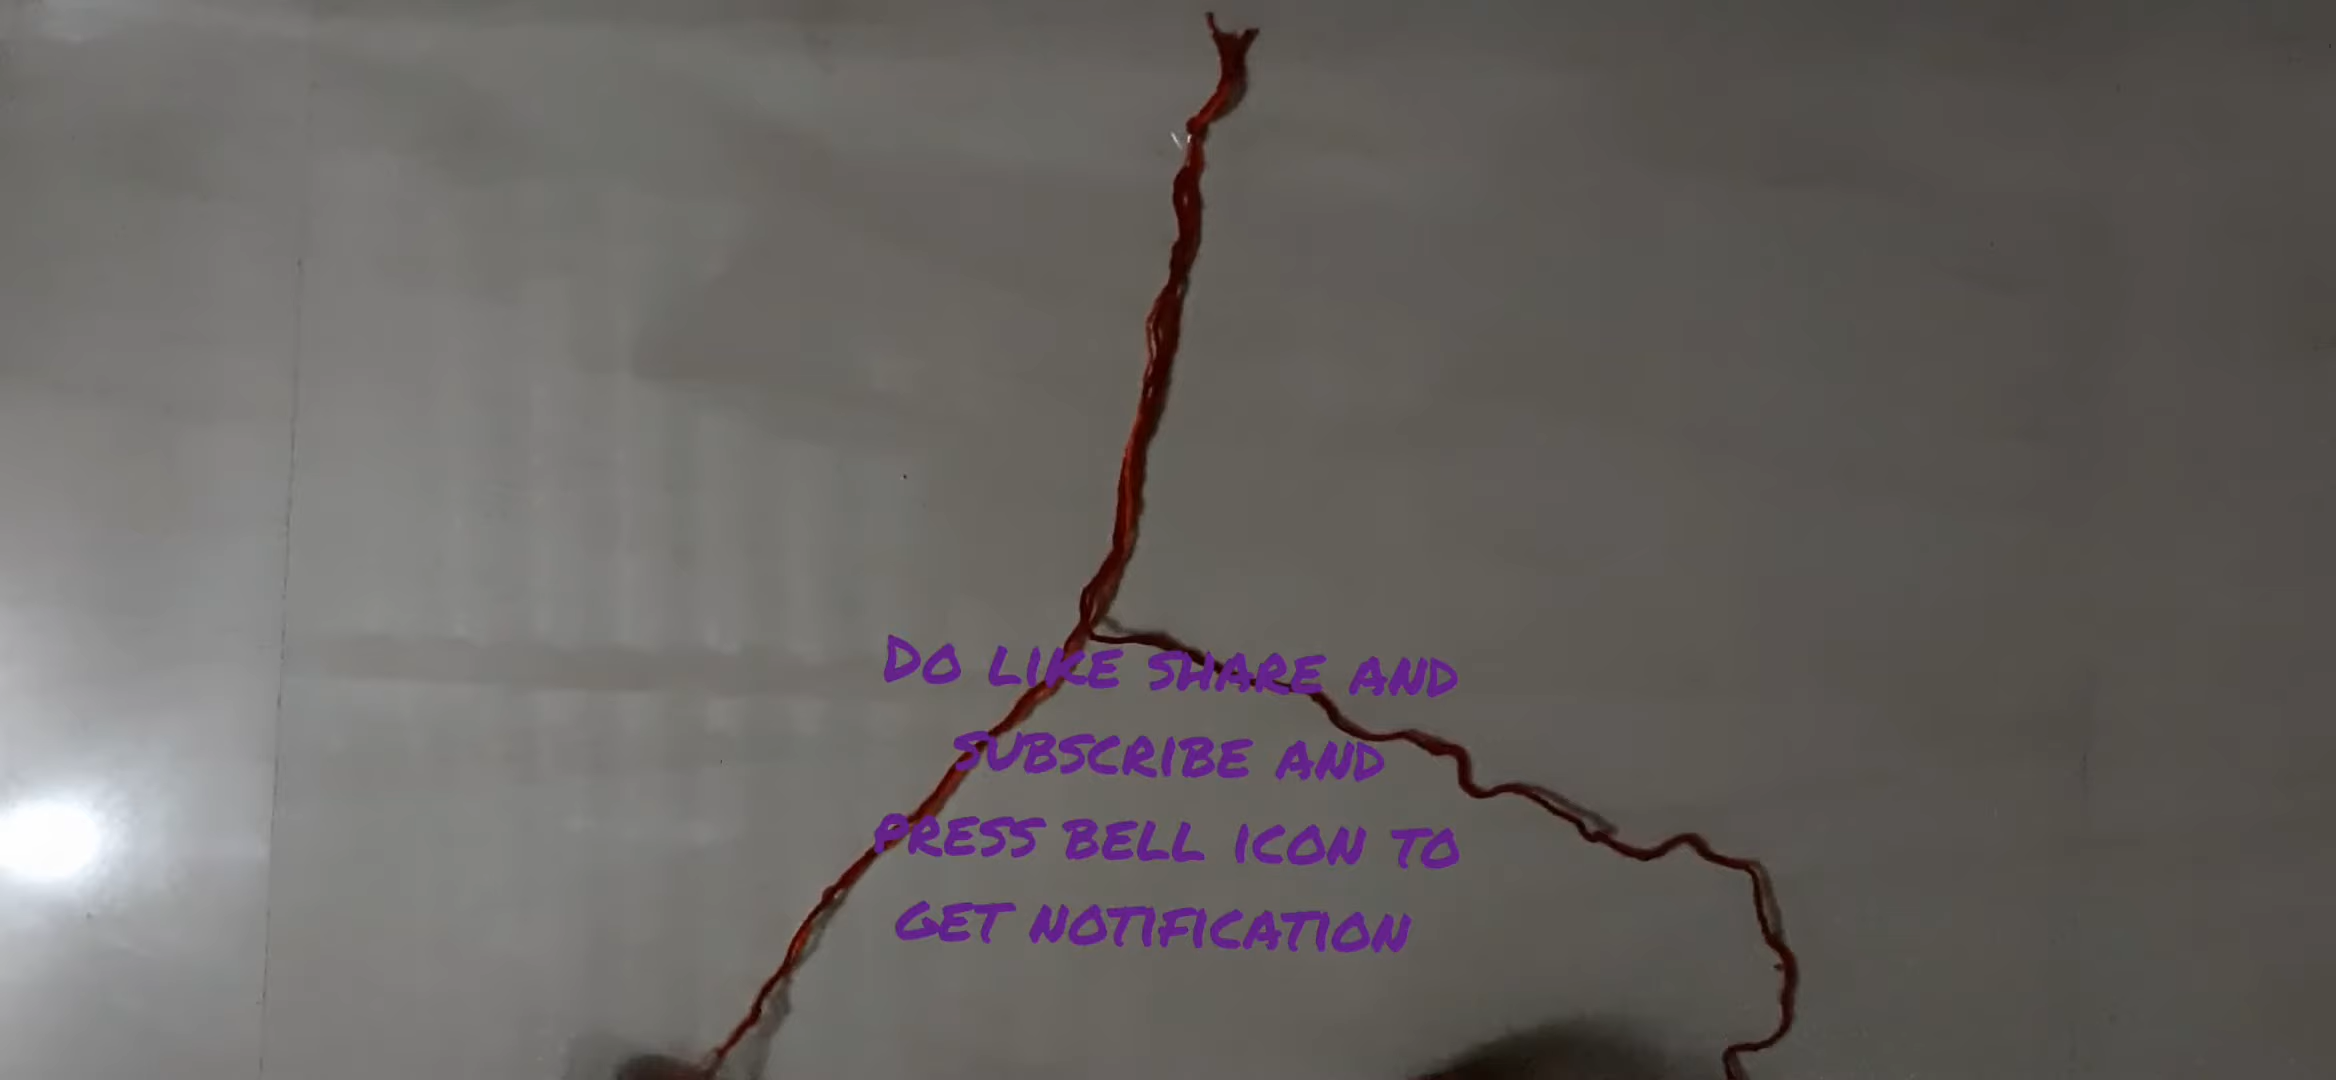 Do like share and
subscribe and
press bell icon to
get notification